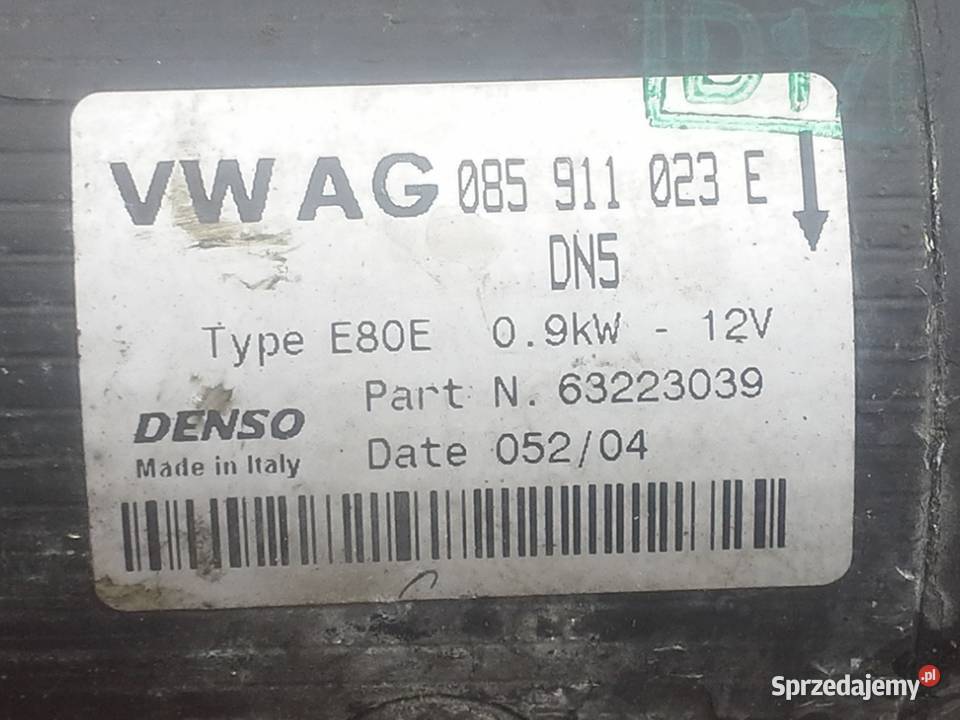 D17
VW AG 085 911 023 E
DN5
Type E80E 0.9kW - 12V
Part N. 63223039
DENSO
Made in Italy
Date 052/04
Sprzedajemy.pl